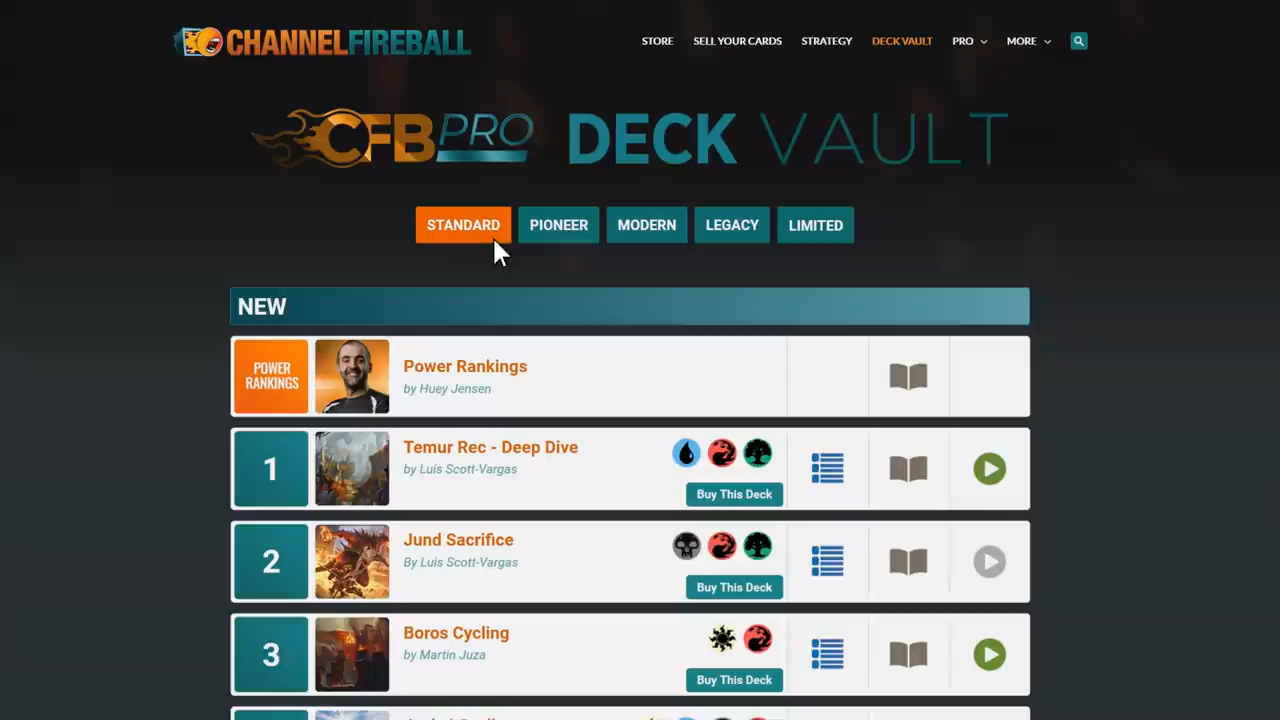 CHANNELFIREBALL
STORE SELL YOUR CARDS STRATEGY DECK VAULT PRO MORE
CFB PRO DECK VAULT
STANDARD PIONEER MODERN LEGACY LIMITED
NEW
POWER
RANKINGS
Power Rankings
by Huey Jensen
1
Temur Rec - Deep Dive
by Luis Scott-Vargas
Buy This Deck
2
Jund Sacrifice
By Luis Scott-Vargas
Buy This Deck
3
Boros Cycling
by Martin Juza
Buy This Deck